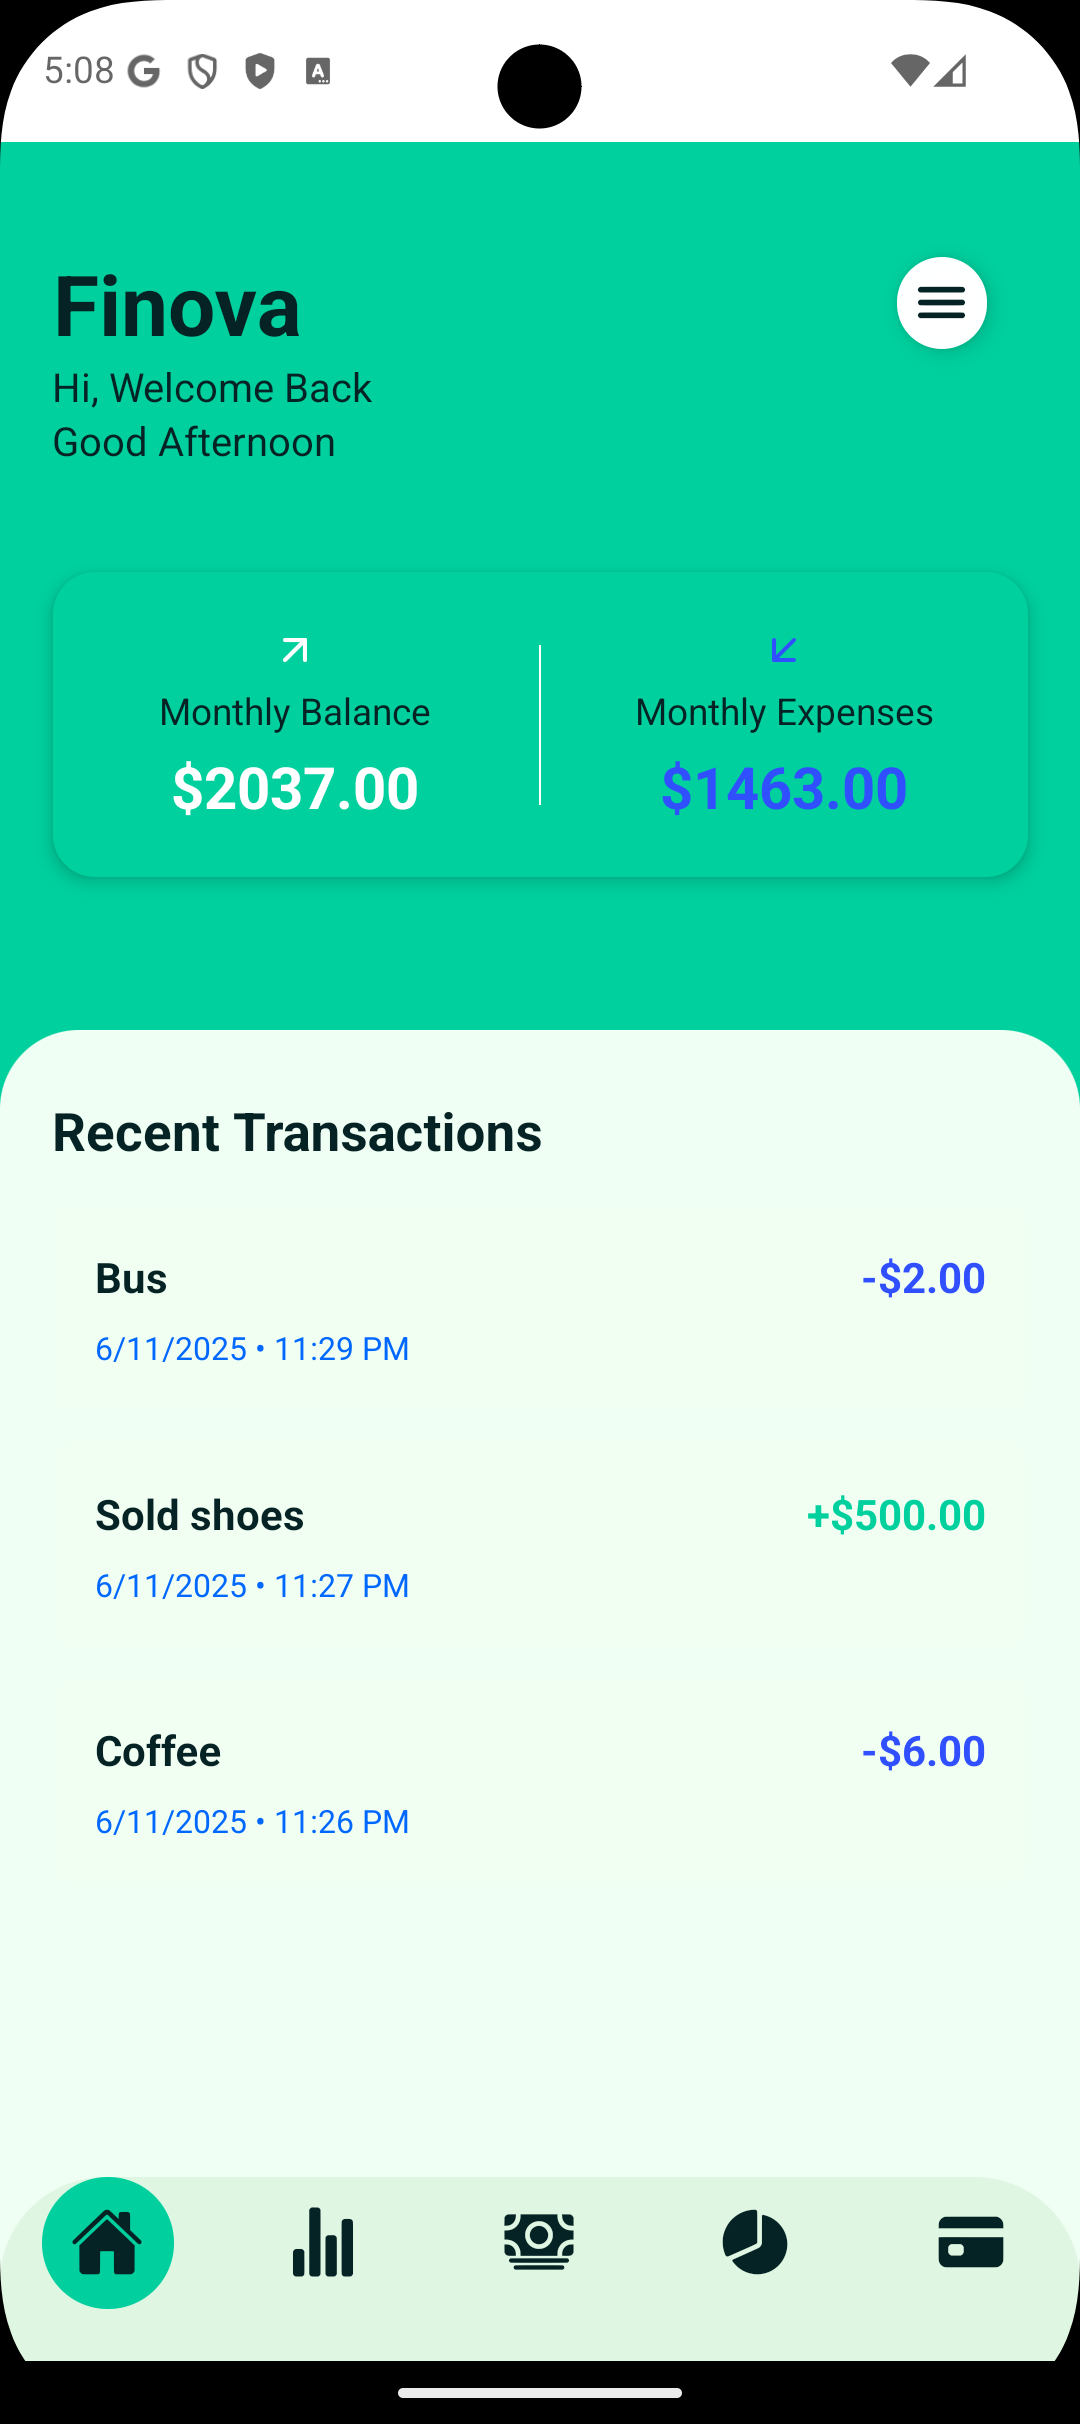 5:08
Finova
Hi, Welcome Back
Good Afternoon
Monthly Balance
$2037.00
Monthly Expenses
$1463.00
Recent Transactions
Bus
-$2.00
6/11/2025 • 11:29 PM
Sold shoes
+$500.00
6/11/2025 • 11:27 PM
Coffee
-$6.00
6/11/2025 • 11:26 PM